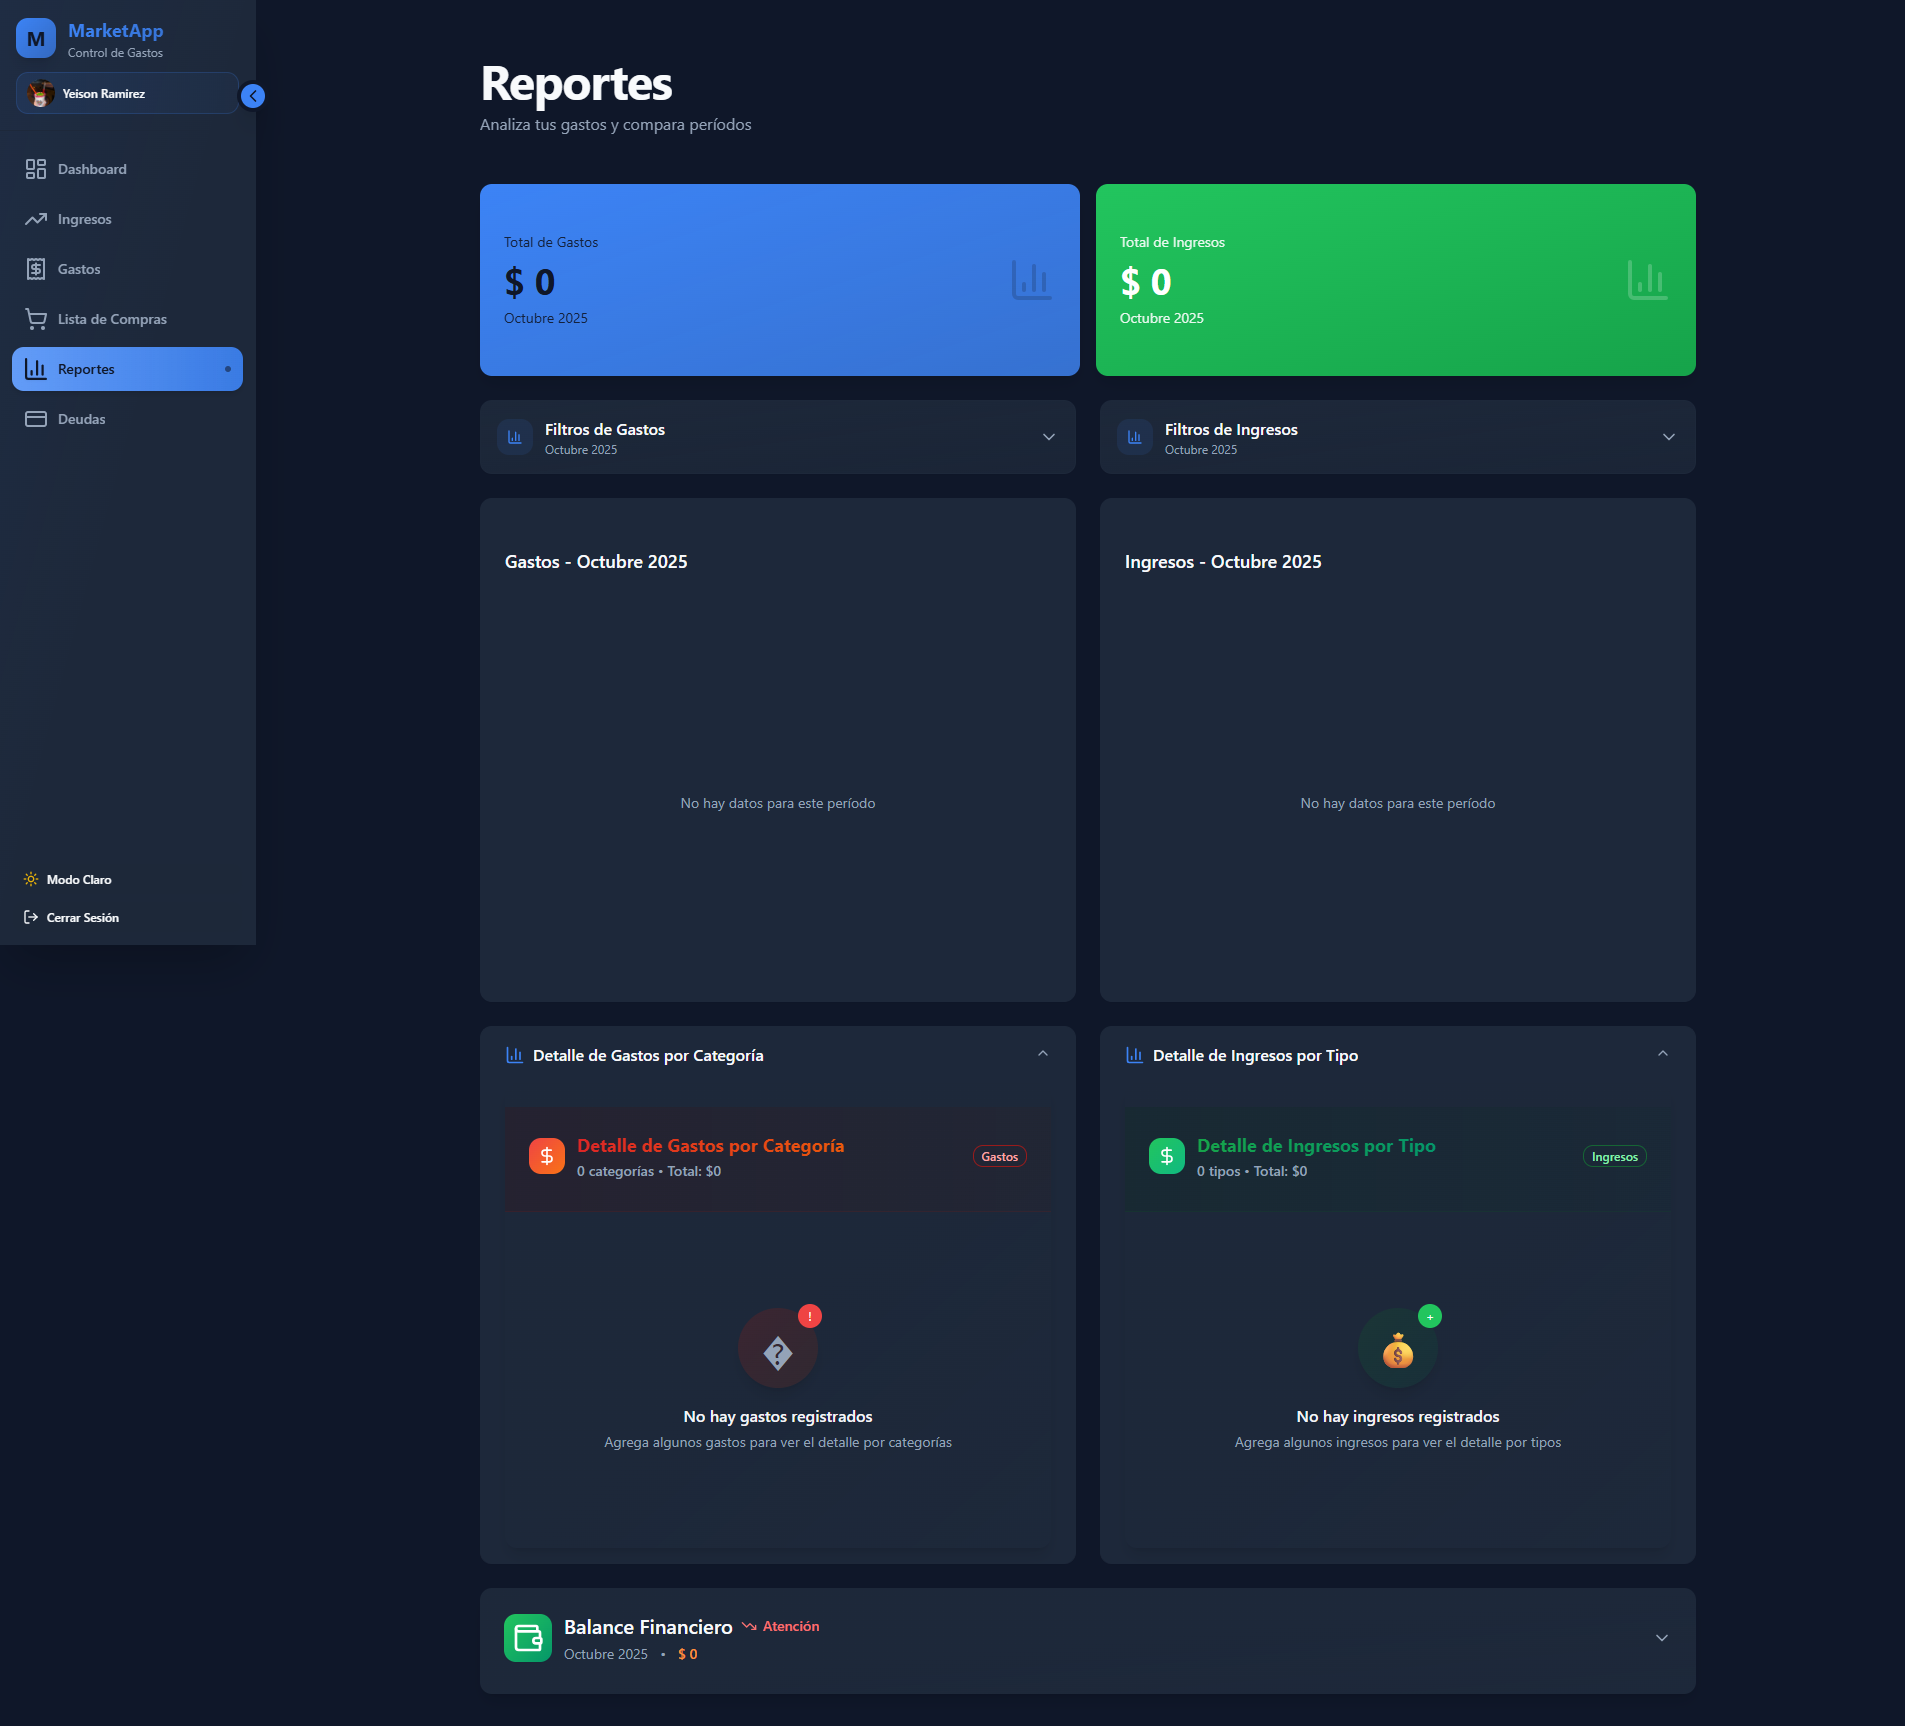 M
MarketApp
Control de Gastos
Yeison Ramirez
Dashboard
Ingresos
Gastos
Lista de Compras
Reportes
Deudas
Modo Claro
Cerrar Sesión
Reportes
Analiza tus gastos y compara períodos
Total de Gastos
$ 0
Octubre 2025
Total de Ingresos
$ 0
Octubre 2025
Filtros de Gastos
Octubre 2025
Filtros de Ingresos
Octubre 2025
Gastos - Octubre 2025
No hay datos para este período
Ingresos - Octubre 2025
No hay datos para este período
Detalle de Gastos por Categoría
$
Detalle de Gastos por Categoría
0 categorías • Total: $0
Gastos
!
�
No hay gastos registrados
Agrega algunos gastos para ver el detalle por categorías
Detalle de Ingresos por Tipo
$
Detalle de Ingresos por Tipo
0 tipos • Total: $0
Ingresos
+
No hay ingresos registrados
Agrega algunos ingresos para ver el detalle por tipos
Balance Financiero Atención
Octubre 2025 • $ 0